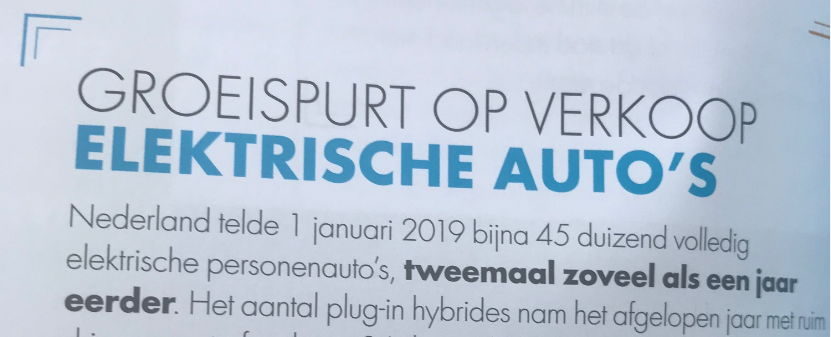 GROEISPURT OP VERKOOP
ELEKTRISCHE AUTO'S
Nederland telde 1 januari 2019 bijna 45 duizend volledig
elektrische personenauto's, tweemaal zoveel als een jaar
eerder. Het aantal plug-in hybrides nam het afgelopen jaar met ruim